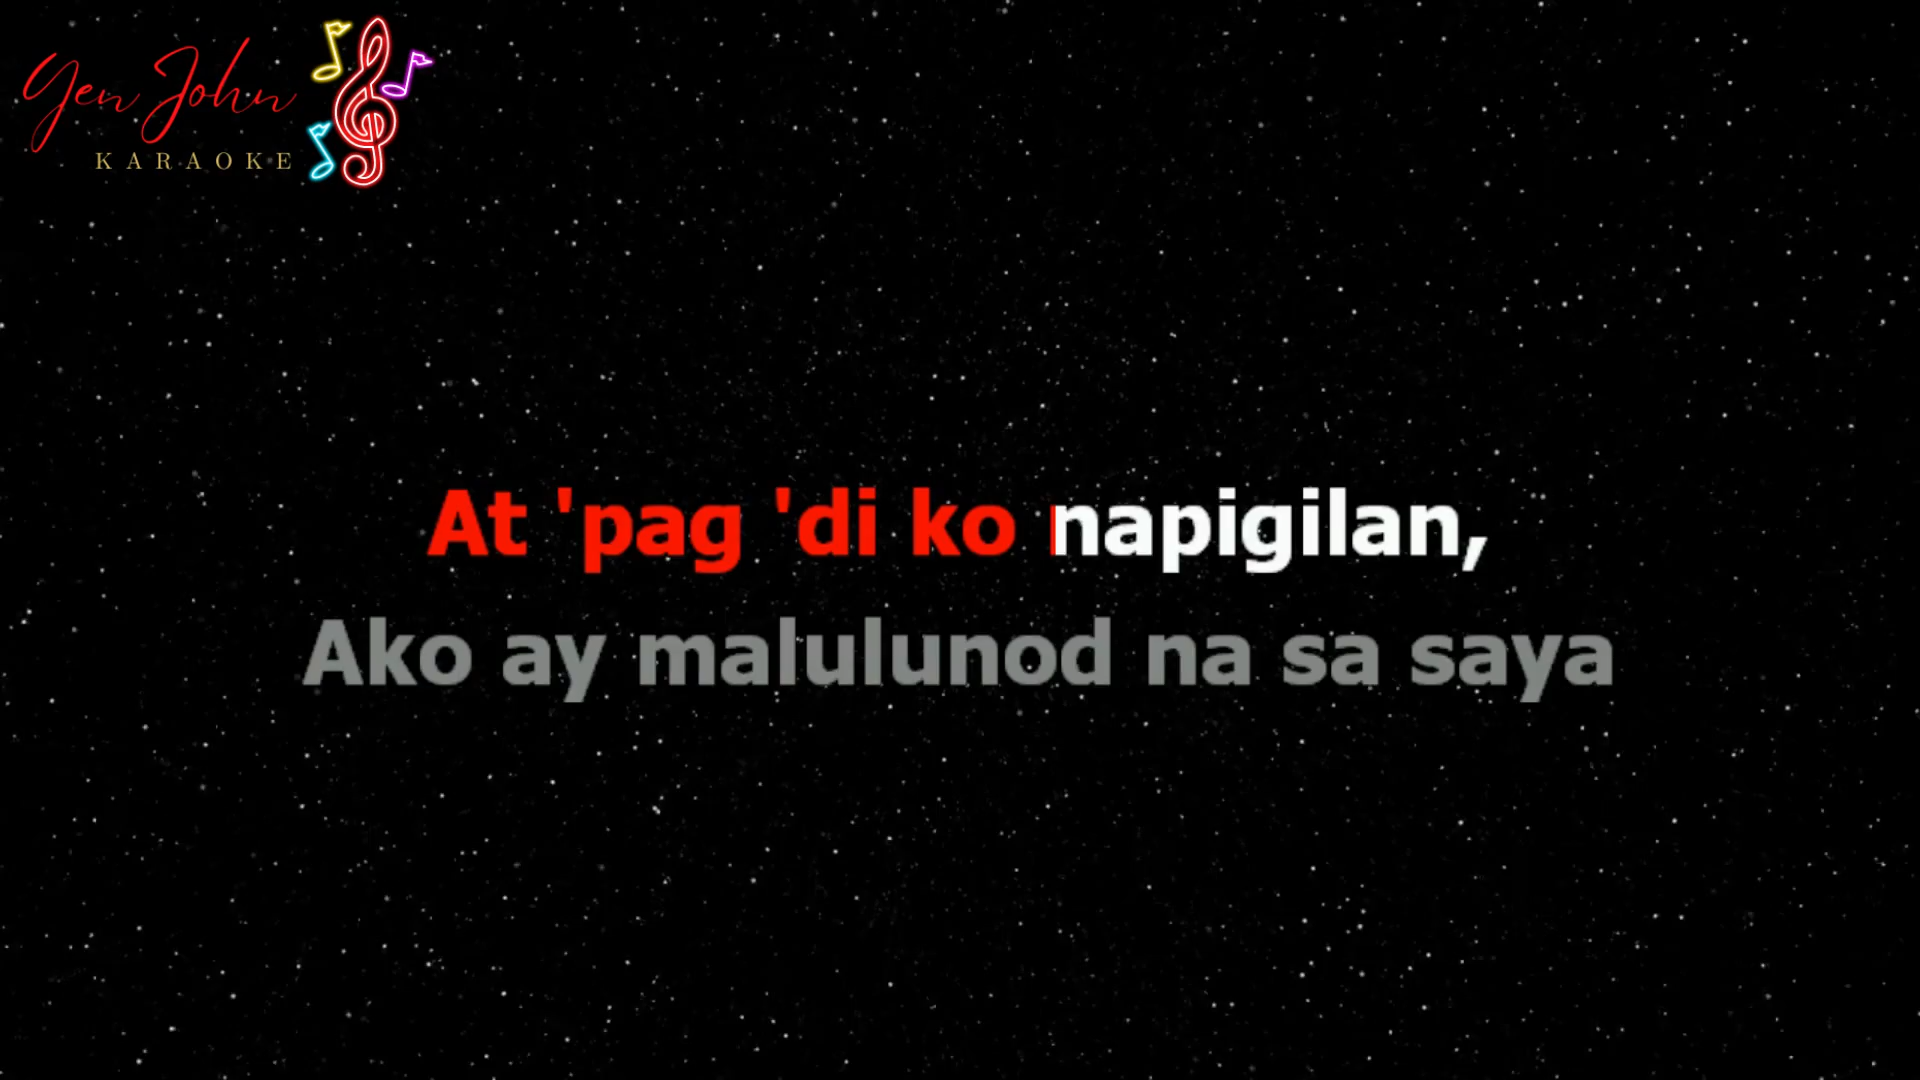 Yen John
KARAOKE
At 'pag 'di ko napigilan,
Ako ay malulunod na sa saya